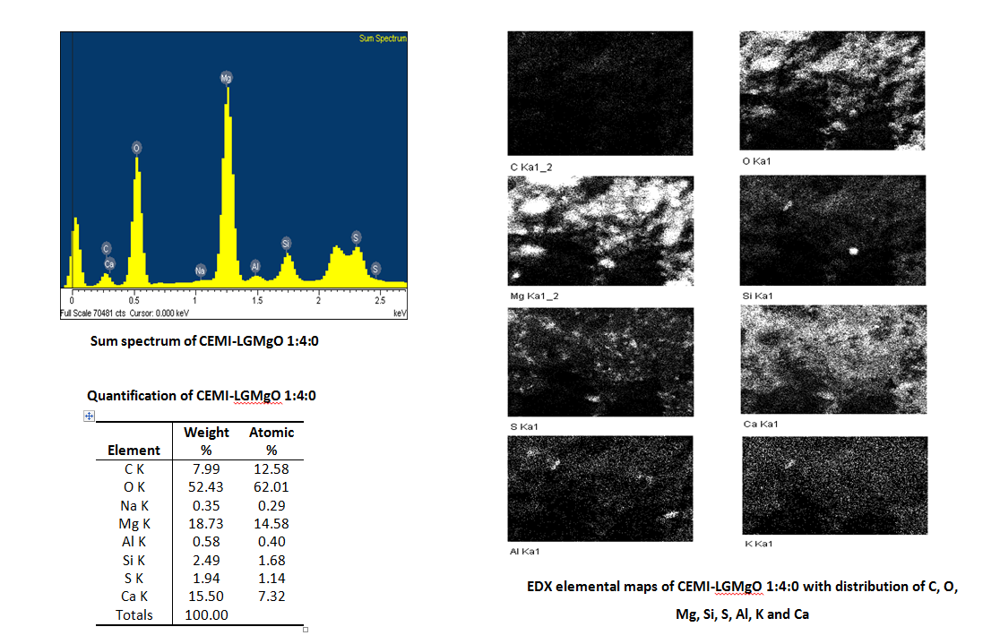 Sum Spectrum
Mg
O
C
Ca
Na
Al
Si
S
S
0 0.5 1 1.5 2 2.5
Full Scale 70481 cts Cursor: 0.000 keV keV
Sum spectrum of CEMI-LGMgO 1:4:0
Quantification of CEMI-LGMgO 1:4:0
Element Weight % Atomic %
C K 7.99 12.58
O K 52.43 62.01
Na K 0.35 0.29
Mg K 18.73 14.58
Al K 0.58 0.40
Si K 2.49 1.68
S K 1.94 1.14
Ca K 15.50 7.32
Totals 100.00
C Ka1_2
O Ka1
Mg Ka1_2
Si Ka1
S Ka1
Ca Ka1
Al Ka1
K Ka1
EDX elemental maps of CEMI-LGMgO 1:4:0 with distribution of C, O,
Mg, Si, S, Al, K and Ca